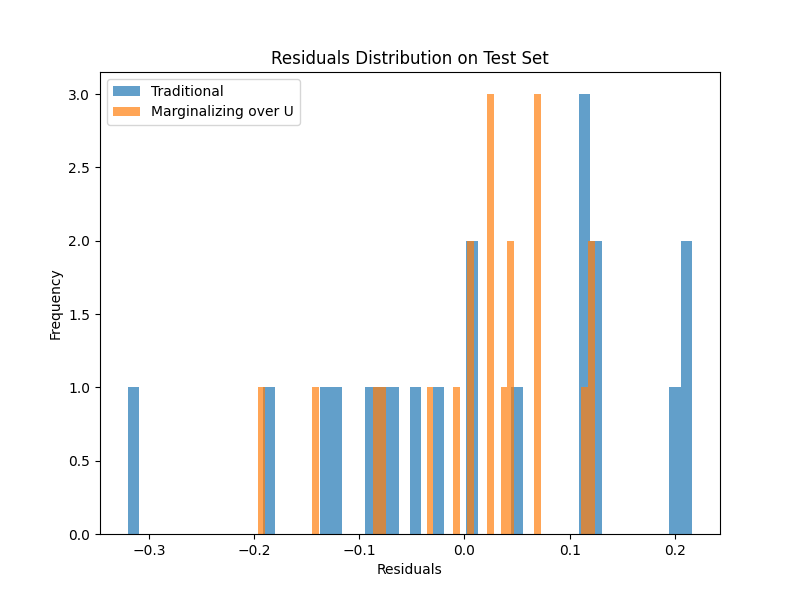 Residuals Distribution on Test Set
Traditional
Marginalizing over U
3.0
2.5
2.0
1.5
1.0
0.5
0.0
Frequency
−0.3
−0.2
−0.1
0.0
0.1
0.2
Residuals